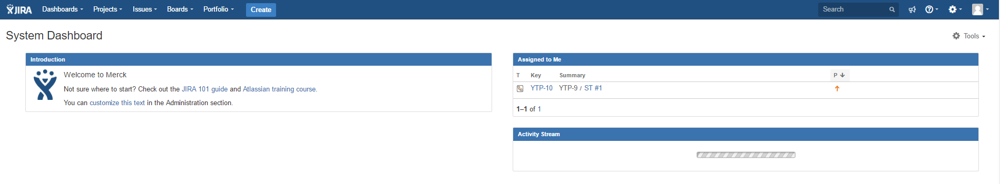 JIRA Dashboards Projects Issues Boards Portfolio Create Search
System Dashboard
Tools
Introduction
Welcome to Merck
Not sure where to start? Check out the JIRA 101 guide and Atlassian training course.
You can customize this text in the Administration section.
Assigned to Me
T Key Summary P
YTP-10 YTP-9 / ST #1
1–1 of 1
Activity Stream